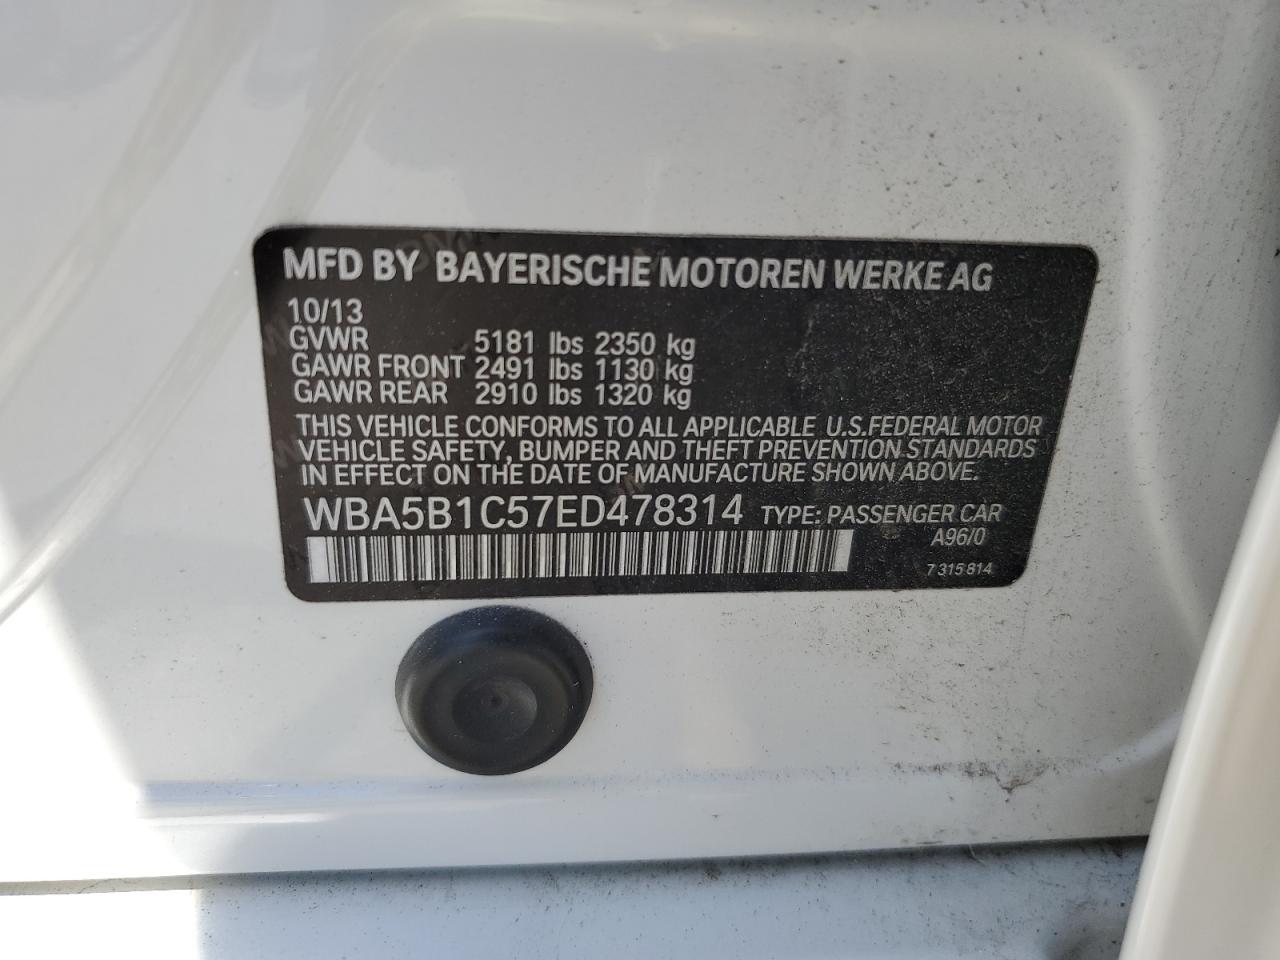 MFD BY BAYERISCHE MOTOREN WERKE AG
10/13
GVWR 5181 lbs 2350 kg
GAWR FRONT 2491 lbs 1130 kg
GAWR REAR 2910 lbs 1320 kg
THIS VEHICLE CONFORMS TO ALL APPLICABLE U.S.FEDERAL MOTOR
VEHICLE SAFETY, BUMPER AND THEFT PREVENTION STANDARDS
IN EFFECT ON THE DATE OF MANUFACTURE SHOWN ABOVE.
WBA5B1C57ED478314 TYPE: PASSENGER CAR
A96/0
7 315 814